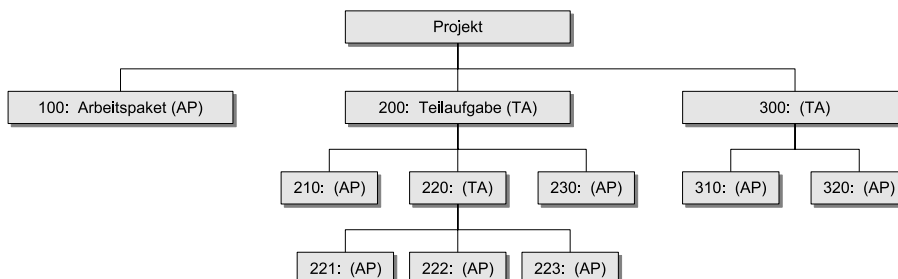 Projekt
100: Arbeitspaket (AP)
200: Teilaufgabe (TA)
300: (TA)
210: (AP)
220: (TA)
230: (AP)
310: (AP)
320: (AP)
221: (AP)
222: (AP)
223: (AP)